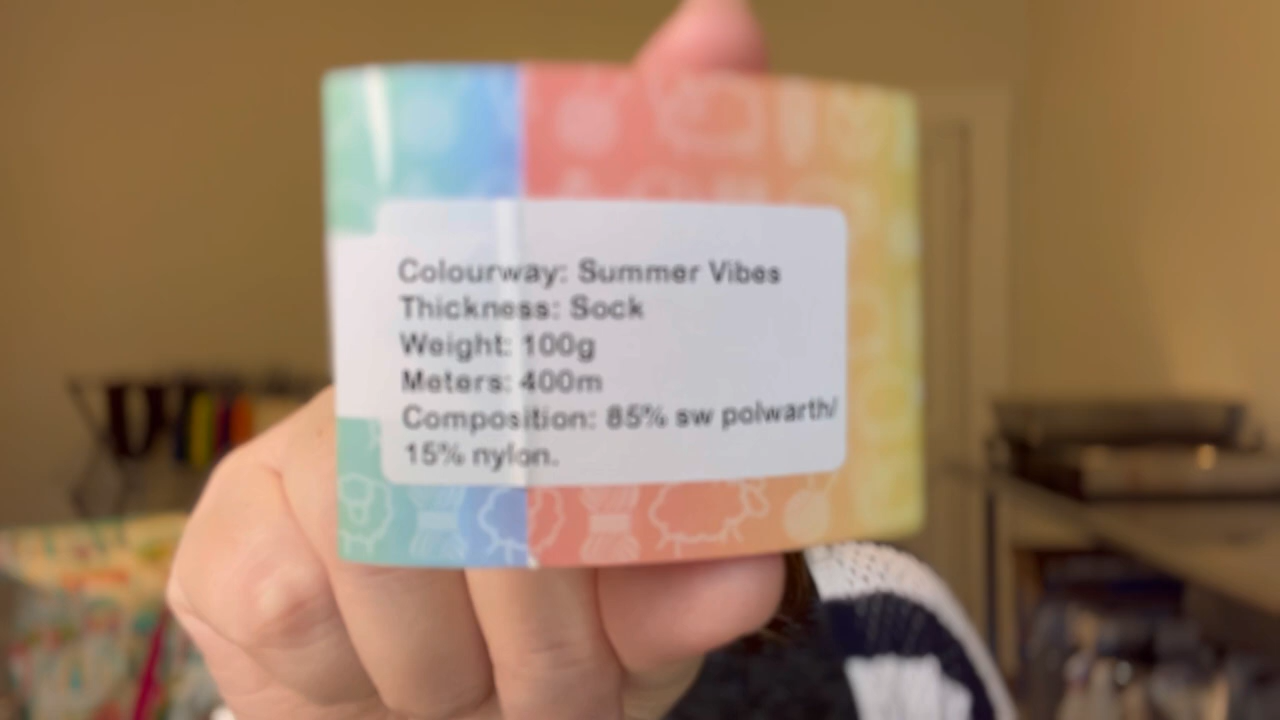 Colourway: Summer Vibes
Thickness: Sock
Weight: 100g
Meters: 400m
Composition: 85% sw polwarth/
15% nylon.